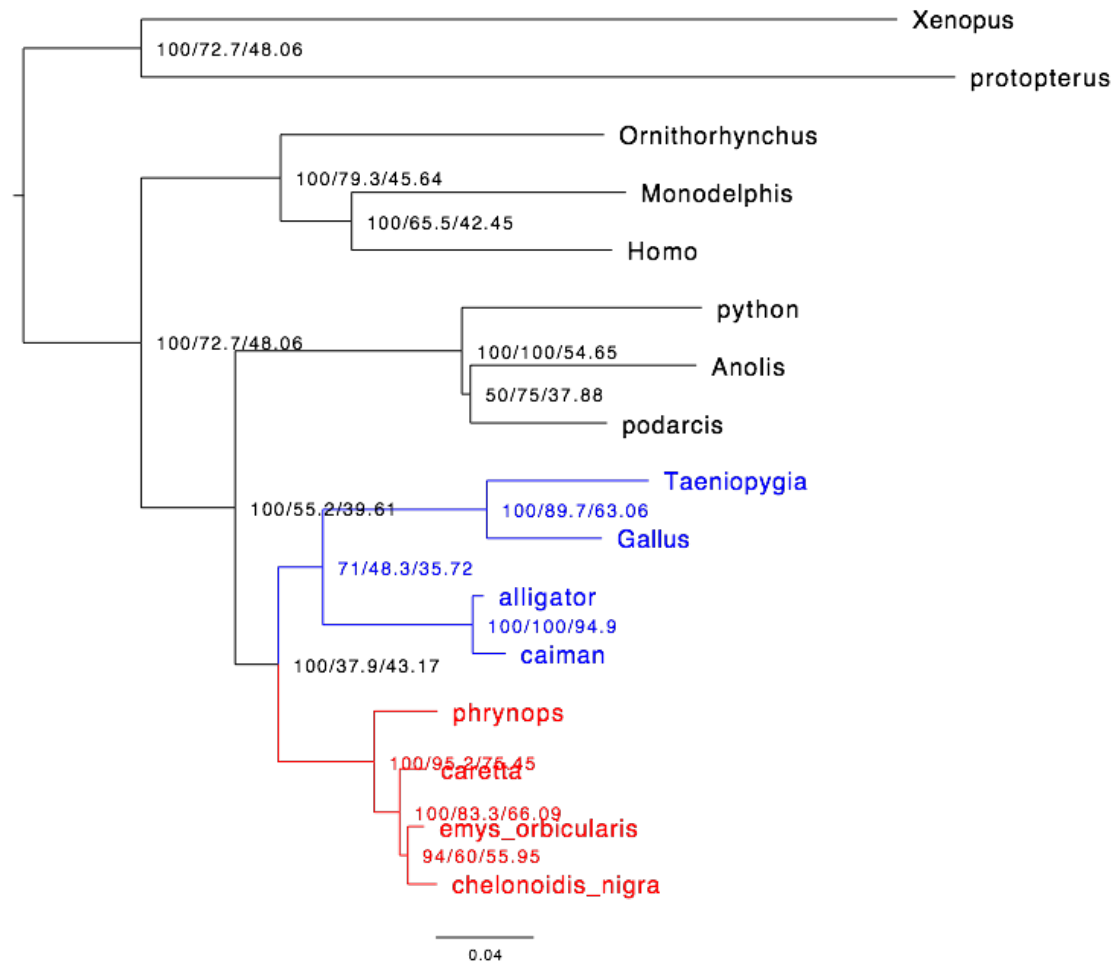 Xenopus
100/72.7/48.06
protopterus
Ornithorhynchus
100/79.3/45.64
Monodelphis
100/65.5/42.45
Homo
python
100/72.7/48.06
100/100/54.65
Anolis
50/75/37.88
podarcis
Taeniopygia
100/55.2/39.61
100/89.7/63.06
Gallus
71/48.3/35.72
alligator
100/100/94.9
caiman
100/37.9/43.17
phrynops
100/95.2/75.45
caretta
100/83.3/66.09
emys_orbicularis
94/60/55.95
chelonoidis_nigra
0.04